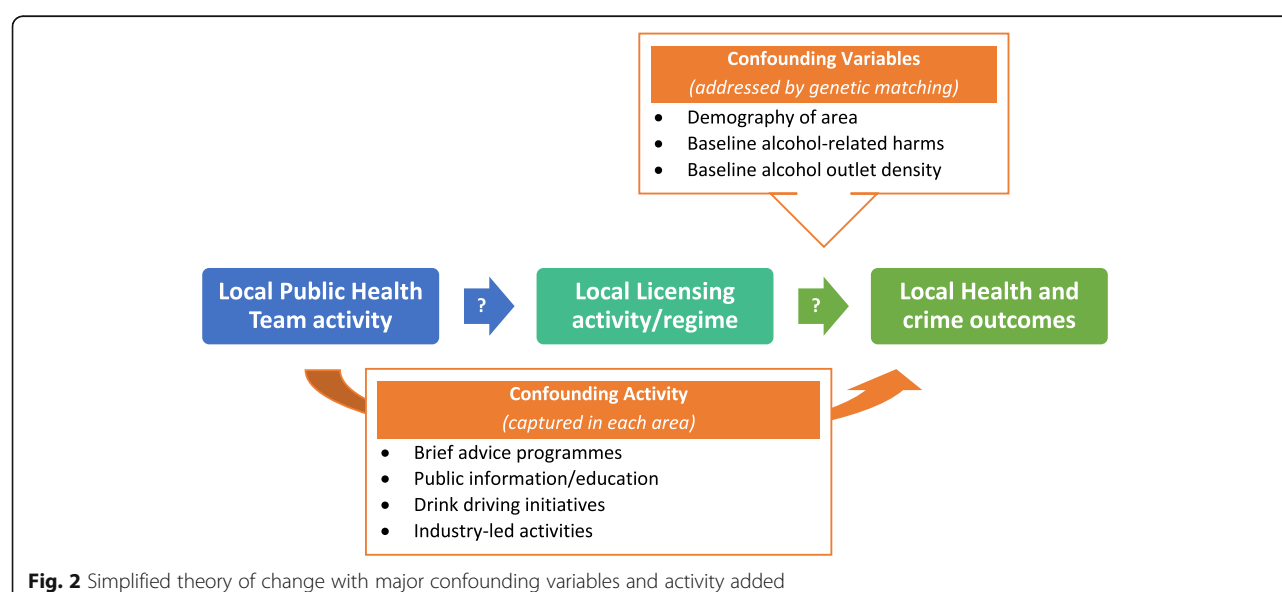 Confounding Variables
(addressed by genetic matching)
• Demography of area
• Baseline alcohol-related harms
• Baseline alcohol outlet density
Local Public Health
Team activity
?
Local Licensing
activity/regime
?
Local Health and
crime outcomes
Confounding Activity
(captured in each area)
• Brief advice programmes
• Public information/education
• Drink driving initiatives
• Industry-led activities
Fig. 2 Simplified theory of change with major confounding variables and activity added